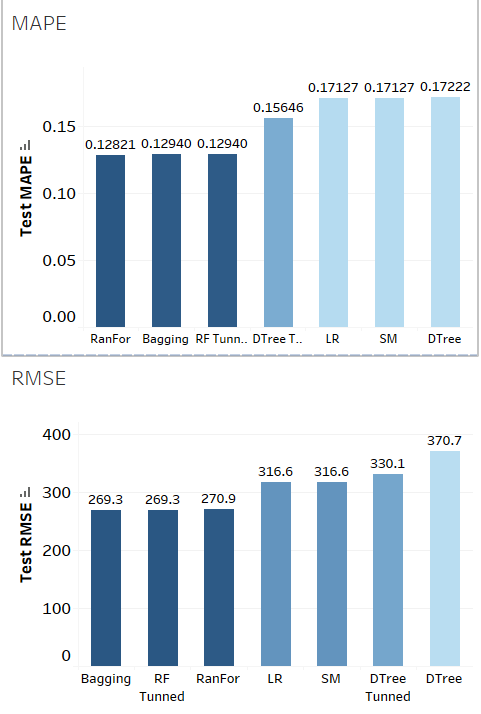 MAPE
Test MAPE
0.15
0.10
0.05
0.00
0.12821 0.12940 0.12940 0.15646 0.17127 0.17127 0.17222
RanFor Bagging RF Tunn.. DTree T.. LR SM DTree
RMSE
Test RMSE
400
300
200
100
0
269.3 269.3 270.9 316.6 316.6 330.1 370.7
Bagging RF Tunned RanFor LR SM DTree Tunned DTree